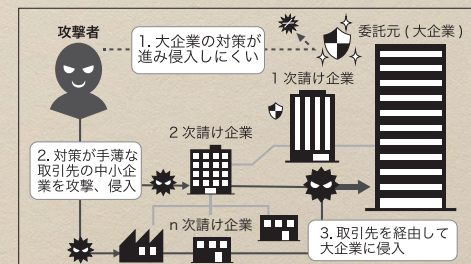 攻撃者
1. 大企業の対策が
進み侵入しにくい
委託元 ( 大企業 )
1 次請け企業
2 次請け企業
2. 対策が手薄な
取引先の中小企
業を攻撃、侵入
n 次請け企業
3. 取引先を経由して
大企業に侵入